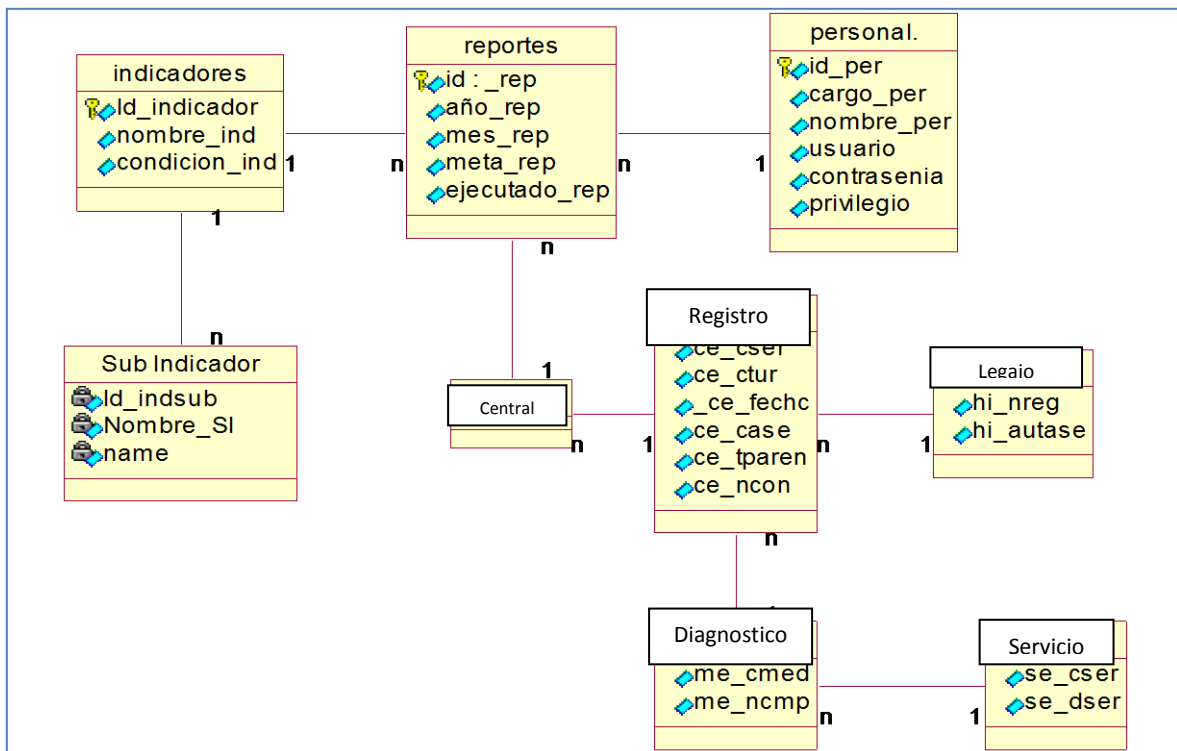 indicadores
Id_indicador
nombre_ind
condicion_ind
1
1
reportes
id : _rep
año_rep
mes_rep
meta_rep
ejecutado_rep
n
n
n
personal.
id_per
cargo_per
nombre_per
usuario
contrasenia
privilegio
1
n
Sub Indicador
Id_indsub
Nombre_SI
name
1
Central
n
Registro
ce_ctur
_ce_fechc
ce_case
ce_tparen
ce_ncon
1
n
n
Legajo
hi_nreg
hi_autase
1
Diagnostico
me_cmed
me_ncmp
n
Servicio
se_cser
se_dser
1